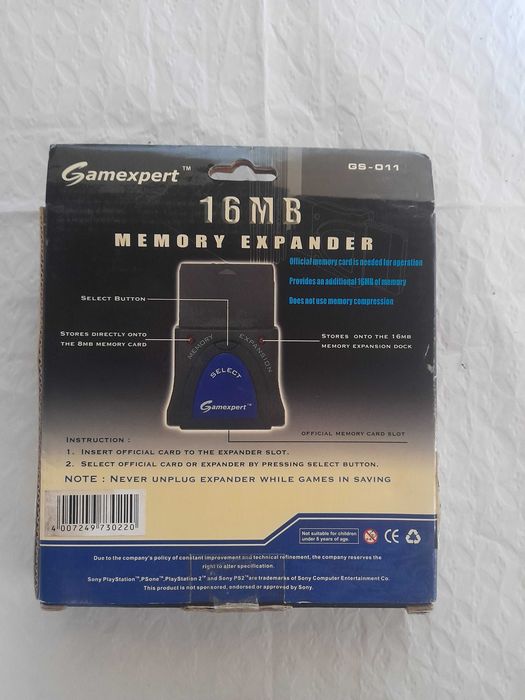 Gamexpert™
GS-011
16MB
MEMORY EXPANDER
Official memory card is needed for operation
Provides an additional 16MB of memory
Does not use memory compression
SELECT BUTTON
STORES DIRECTLY ONTO
THE 8MB MEMORY CARD
STORES ONTO THE 16MB
MEMORY EXPANSION DOCK
MEMORY
EXPANSION
SELECT
Gamexpert™
OFFICIAL MEMORY CARD SLOT
INSTRUCTION :
1. INSERT OFFICIAL CARD TO THE EXPANDER SLOT.
2. SELECT OFFICIAL CARD OR EXPANDER BY PRESSING SELECT BUTTON.
NOTE : NEVER UNPLUG EXPANDER WHILE GAMES IN SAVING
4 007249 730220
Not suitable for children
under 5 years of age.
0-3
CE
Due to the company's policy of constant improvement and technical refinement, the company reserves the
right to alter specification.
Sony PlayStation™,PSone™,PlayStation 2™ and Sony PS2™ are trademarks of Sony Computer Entertainment Co.
This product is not sponsored, endorsed or approved by Sony.